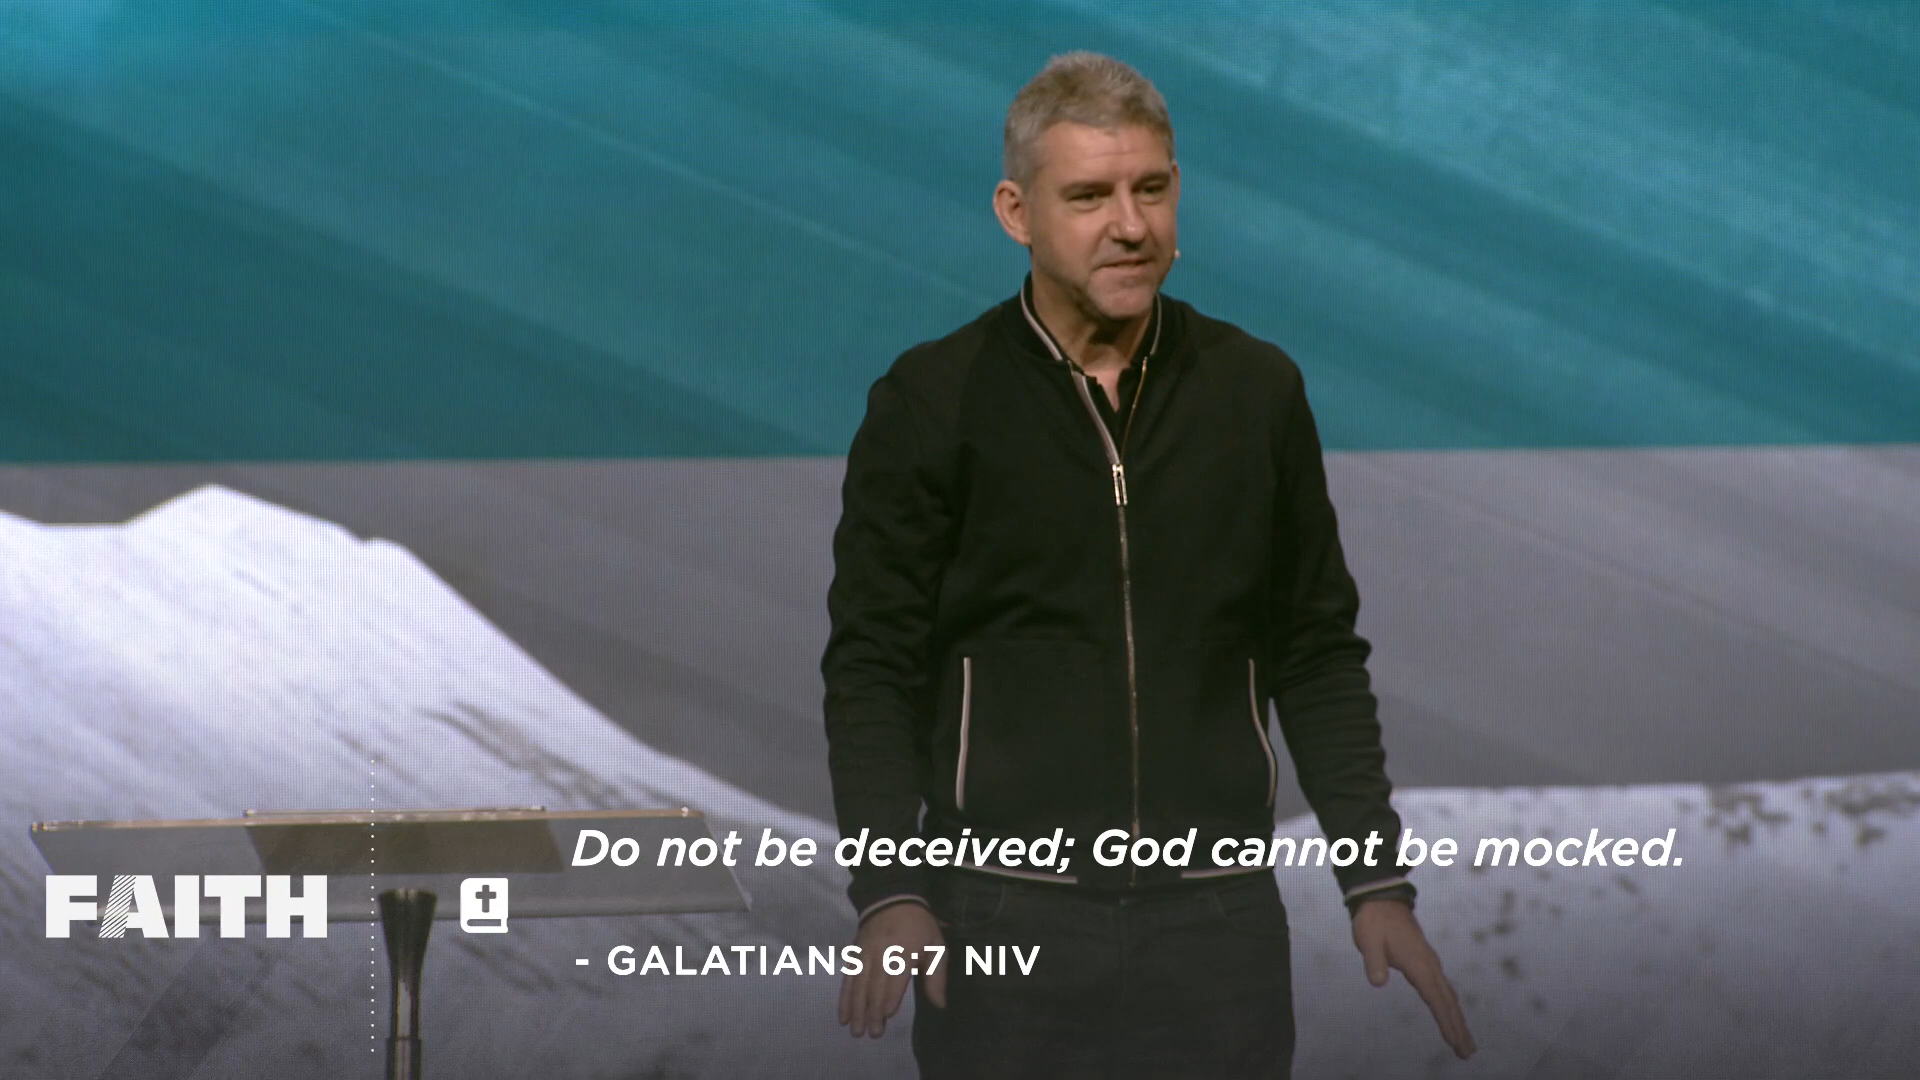 FAITH
Do not be deceived; God cannot be mocked.
- GALATIANS 6:7 NIV